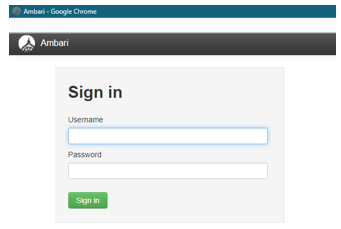 Ambari - Google Chrome
Ambari
Sign in
Username
Password
Sign in